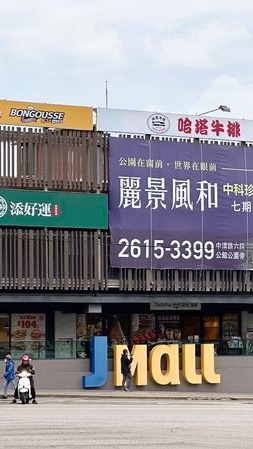 BONGOUSSE
哈塔牛排
公園在窗前・世界在眼前
麗景風和
中科珍
七期
添好運
2615-3399
中清路六段
公館公園旁
$104
JMALL